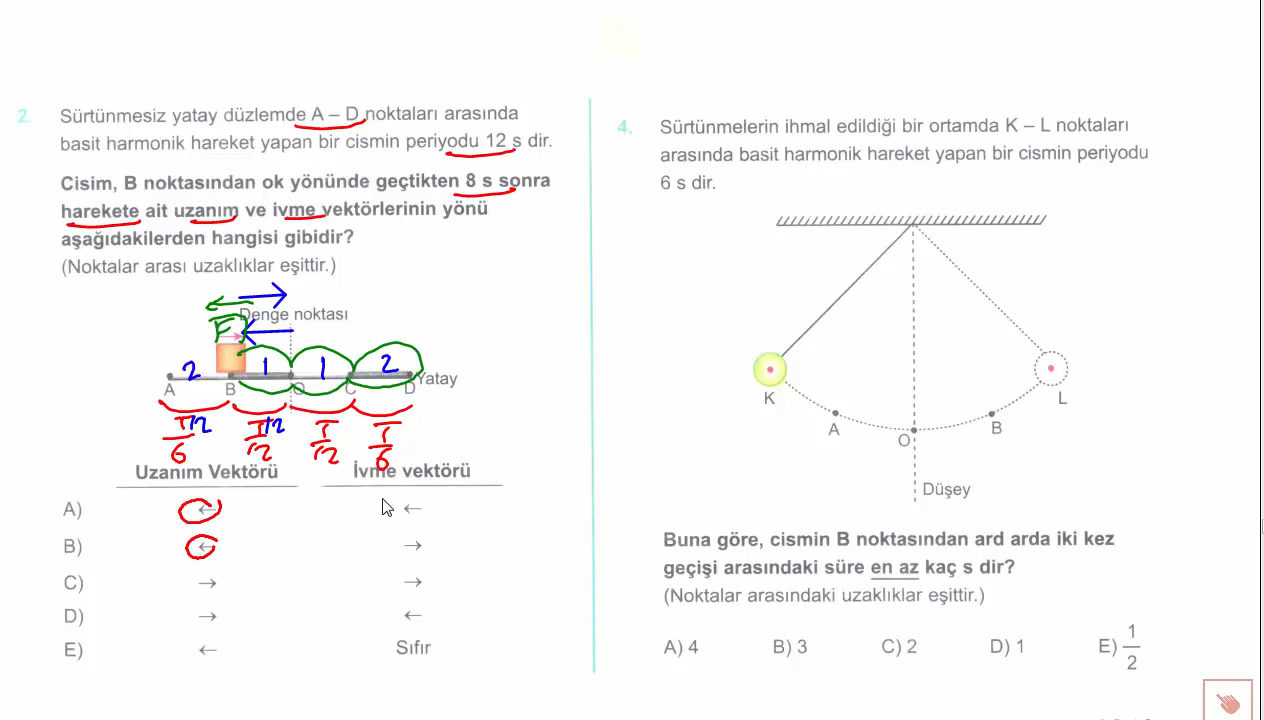 2.
Sürtünmesiz yatay düzlemde A – D noktaları arasında
basit harmonik hareket yapan bir cismin periyodu 12 s dir.
Cisim, B noktasından ok yönünde geçtikten 8 s sonra
harekete ait uzanım ve ivme vektörlerinin yönü
aşağıdakilerden hangisi gibidir?
(Noktalar arası uzaklıklar eşittir.)
Denge noktası
F
2 1 1 2
Yatay
A B O C D
T/6 12 T/12 12 T/12 T/6
Uzanım Vektörü İvme vektörü
A) ← ←
B) ← →
C) → →
D) → ←
E) ← Sıfır
4.
Sürtünmelerin ihmal edildiği bir ortamda K – L noktaları
arasında basit harmonik hareket yapan bir cismin periyodu
6 s dir.
K L
A O B
Düşey
Buna göre, cismin B noktasından ard arda iki kez
geçişi arasındaki süre en az kaç s dir?
(Noktalar arasındaki uzaklıklar eşittir.)
A) 4 B) 3 C) 2 D) 1 E) 1/2